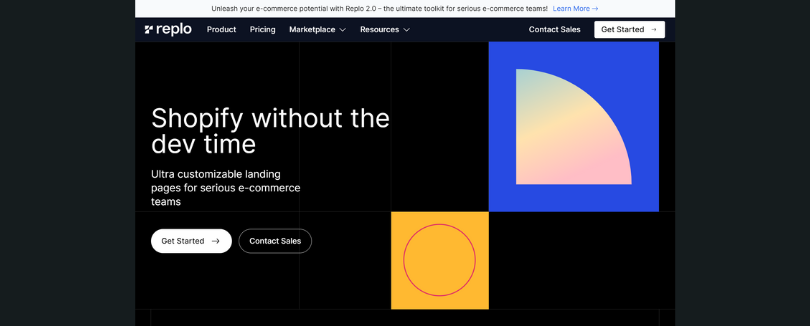 Unleash your e-commerce potential with Replo 2.0 – the ultimate toolkit for serious e-commerce teams! Learn More →
replo Product Pricing Marketplace Resources Contact Sales Get Started →
Shopify without the
dev time
Ultra customizable landing
pages for serious e-commerce
teams
Get Started → Contact Sales